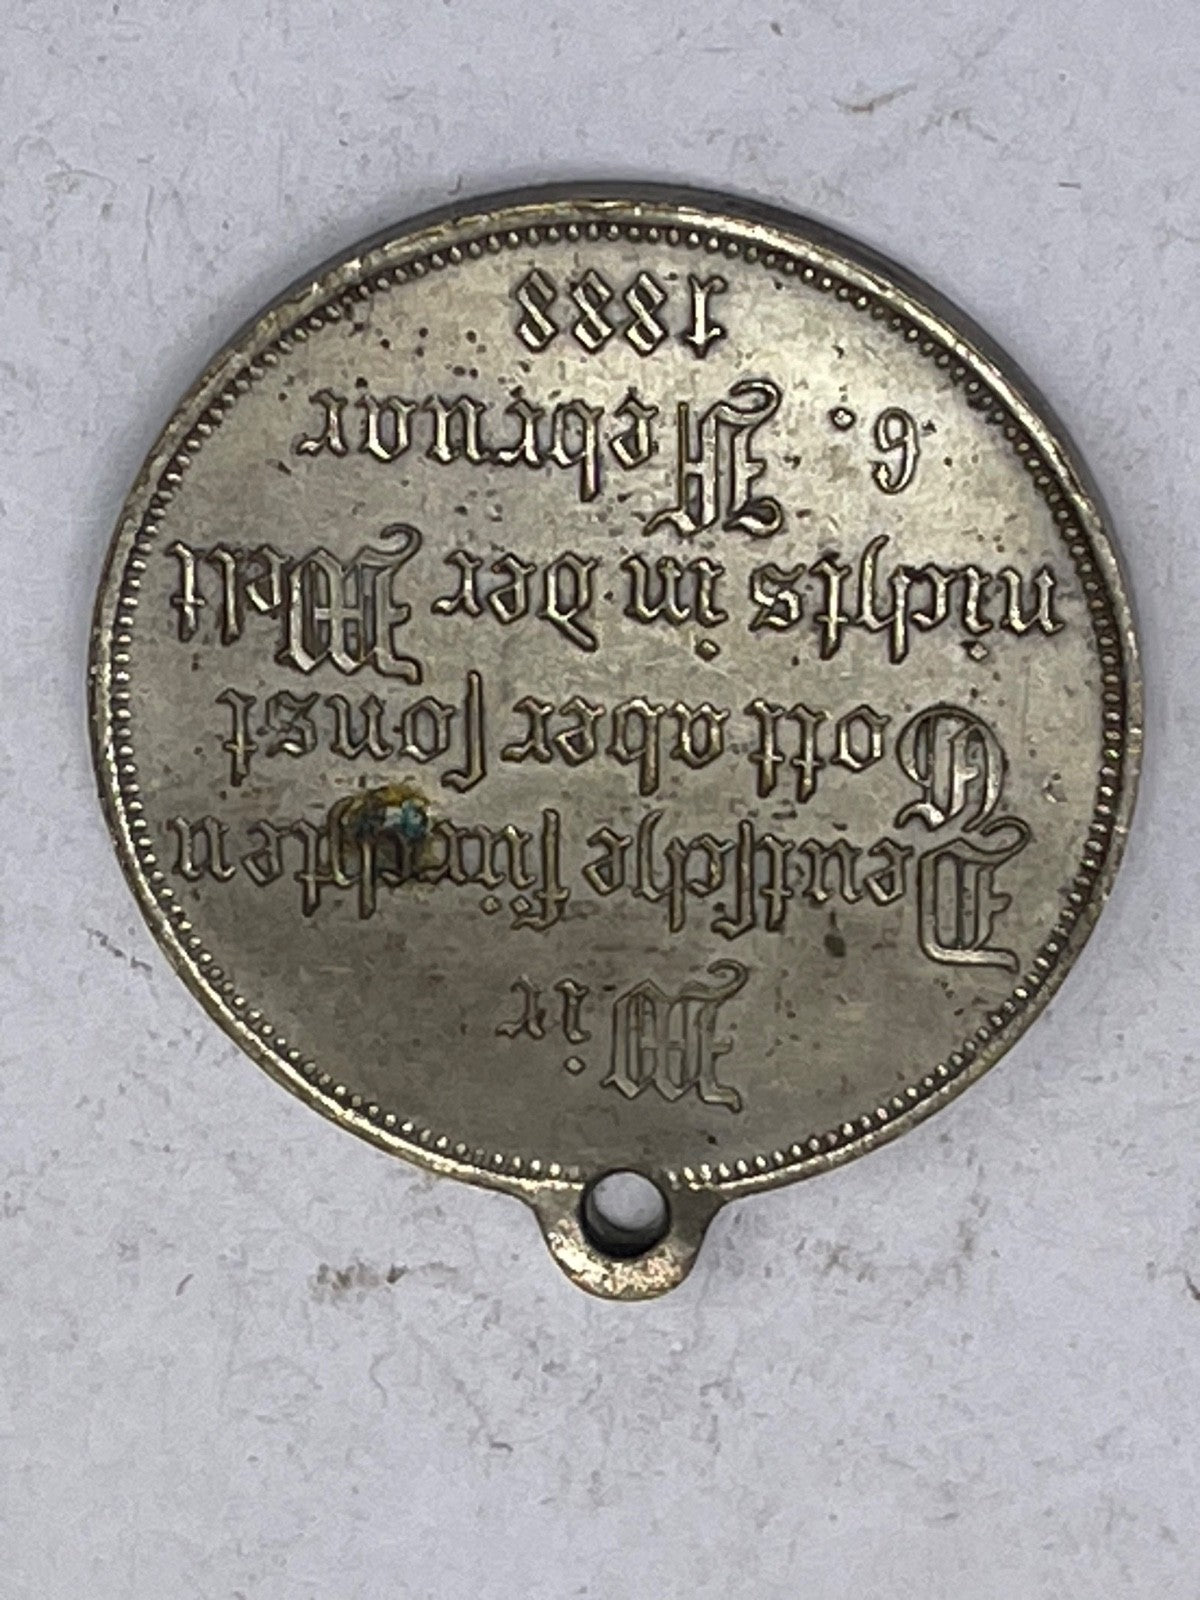 Wir
Deutſche fürchten
Gott aber ſonst
nichts in der Welt
6. Februar
1888